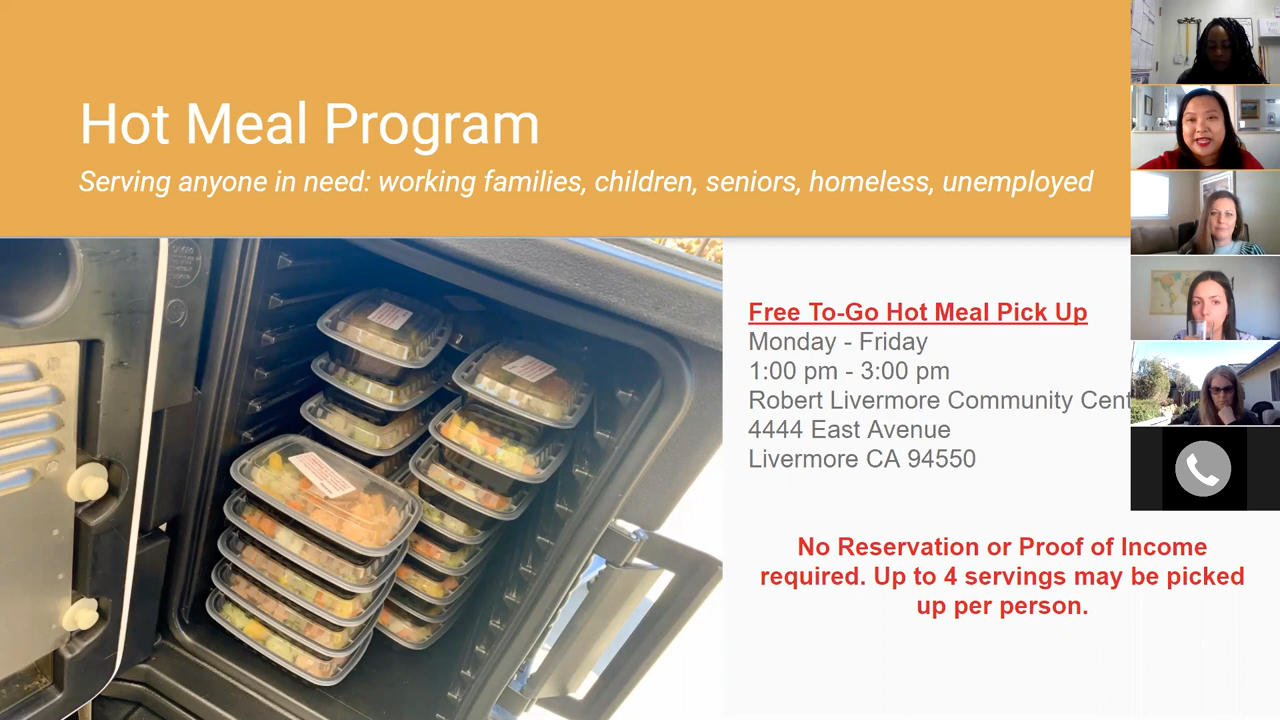 Hot Meal Program
Serving anyone in need: working families, children, seniors, homeless, unemployed
Free To-Go Hot Meal Pick Up
Monday - Friday
1:00 pm - 3:00 pm
Robert Livermore Community Cent
4444 East Avenue
Livermore CA 94550
No Reservation or Proof of Income
required. Up to 4 servings may be picked
up per person.